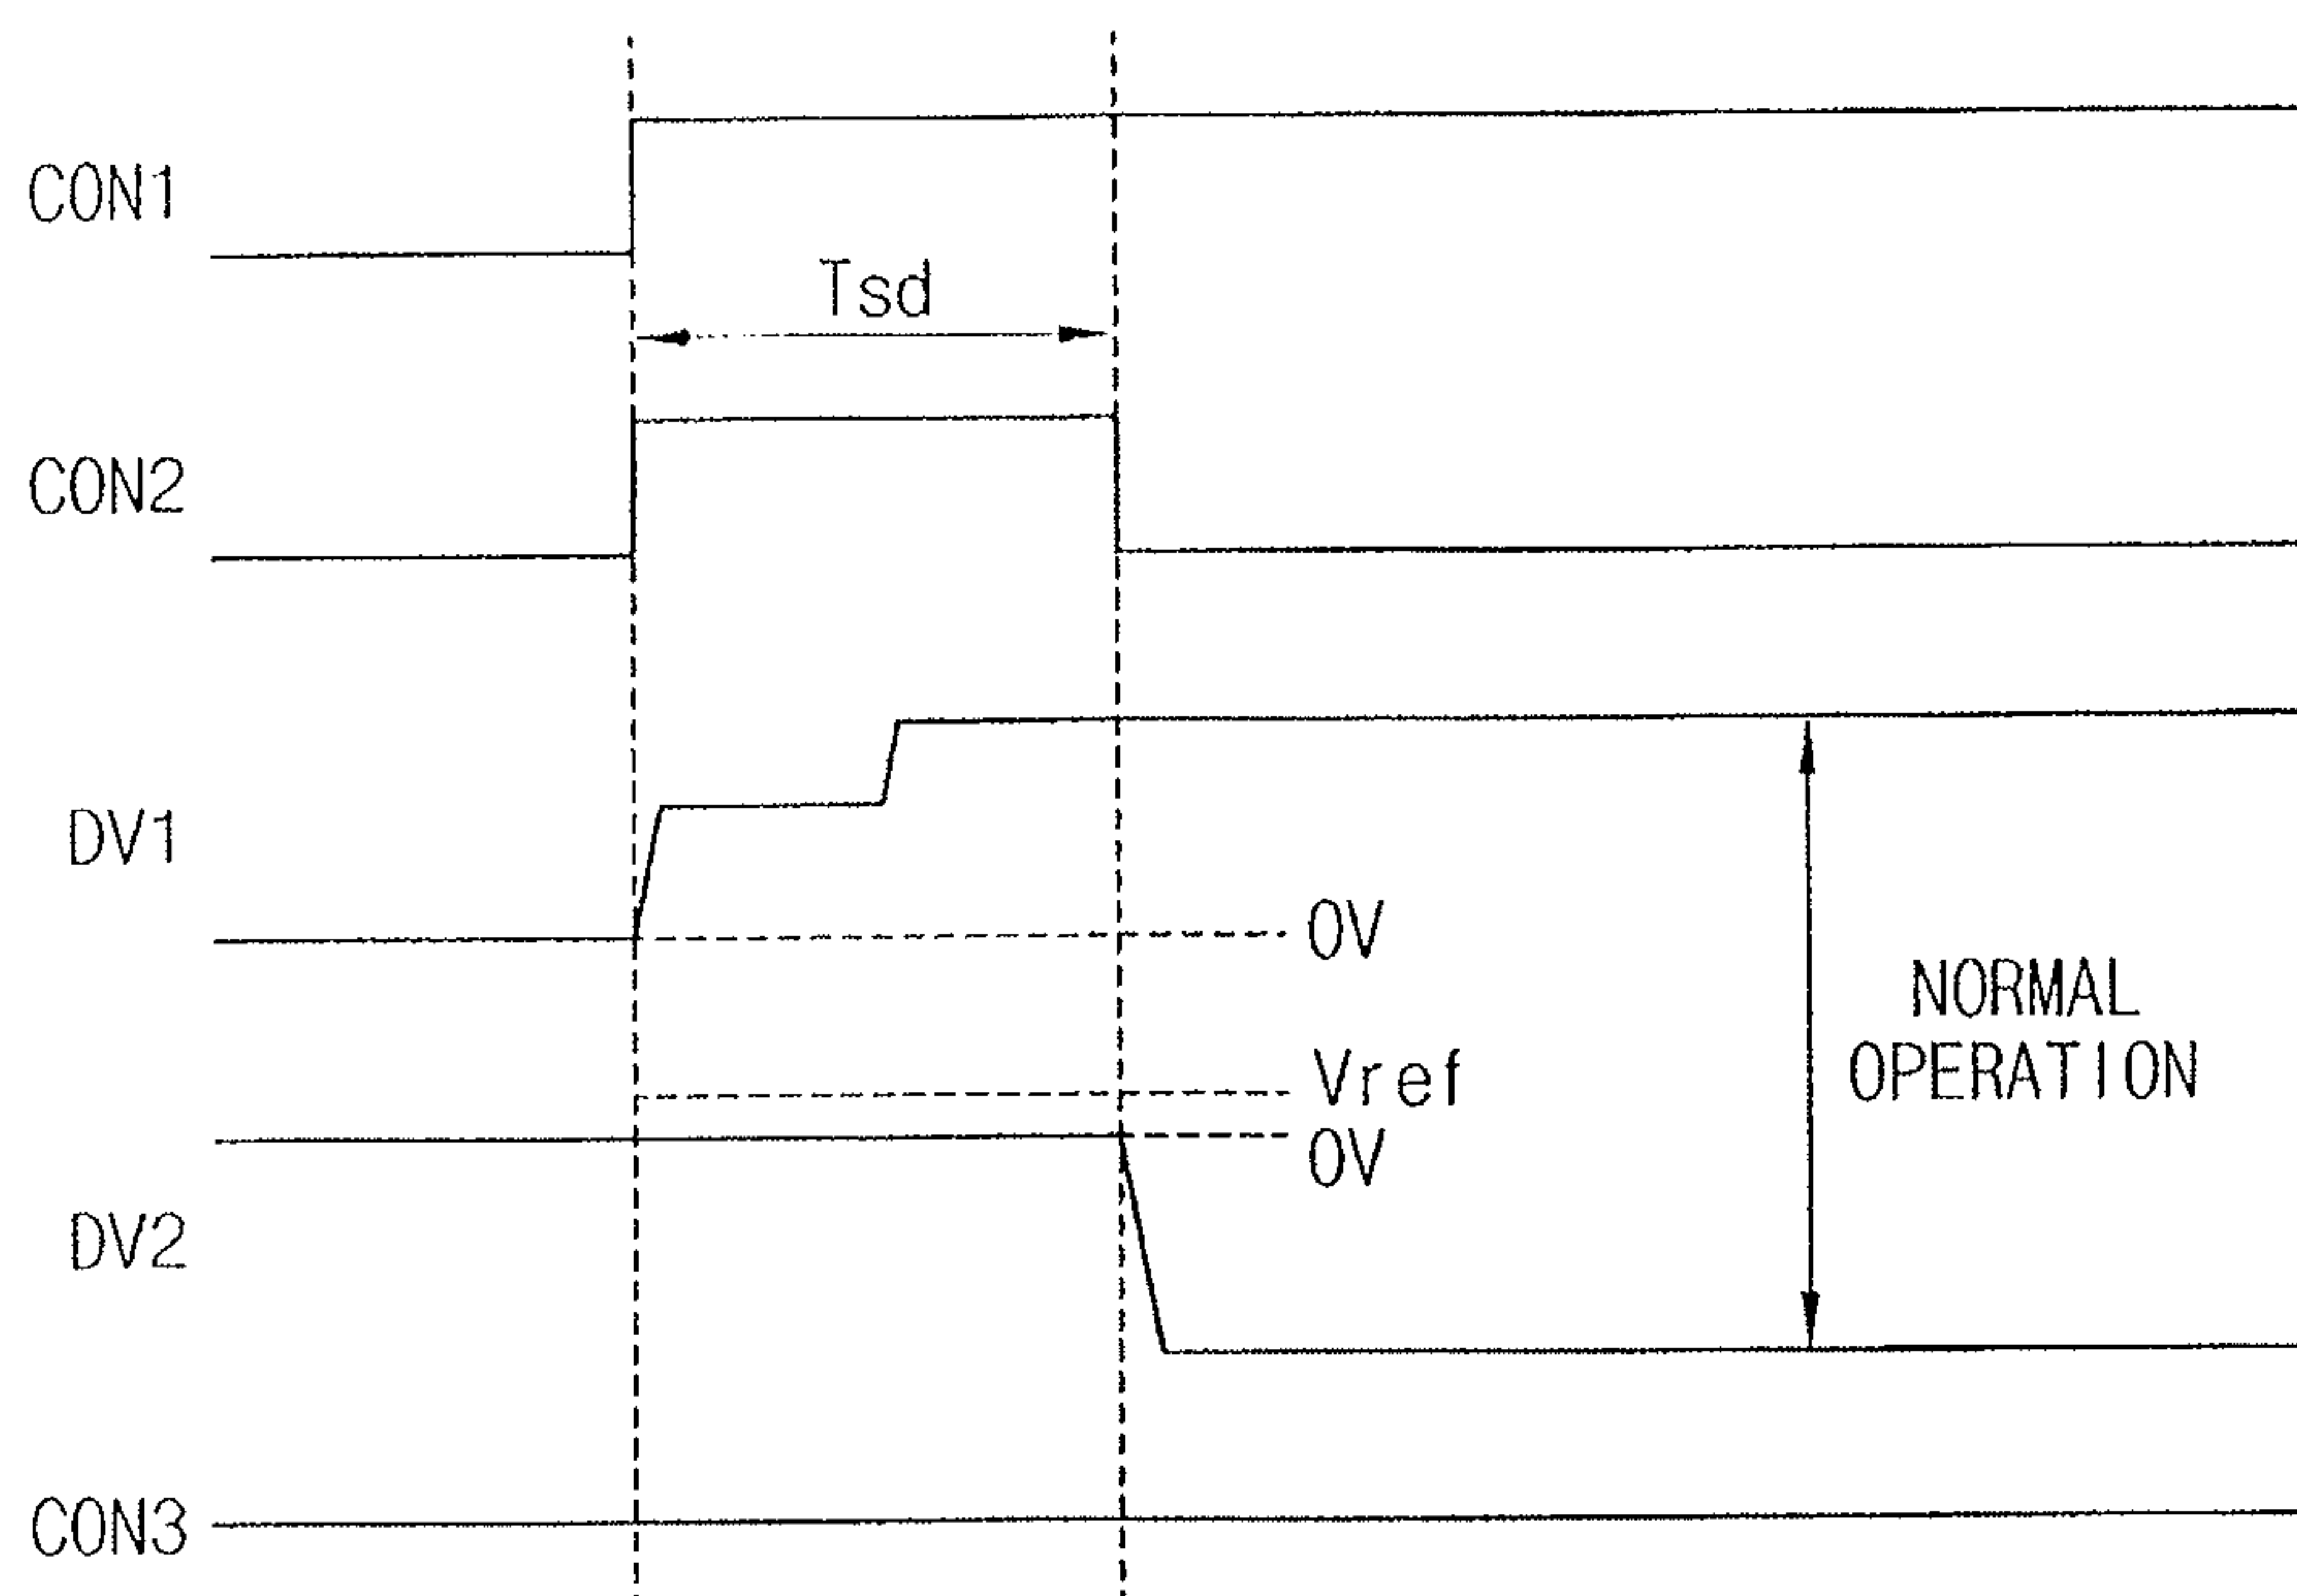 CON1
Tsd
CON2
DV1
0V
NORMAL
OPERATION
Vref
0V
DV2
CON3